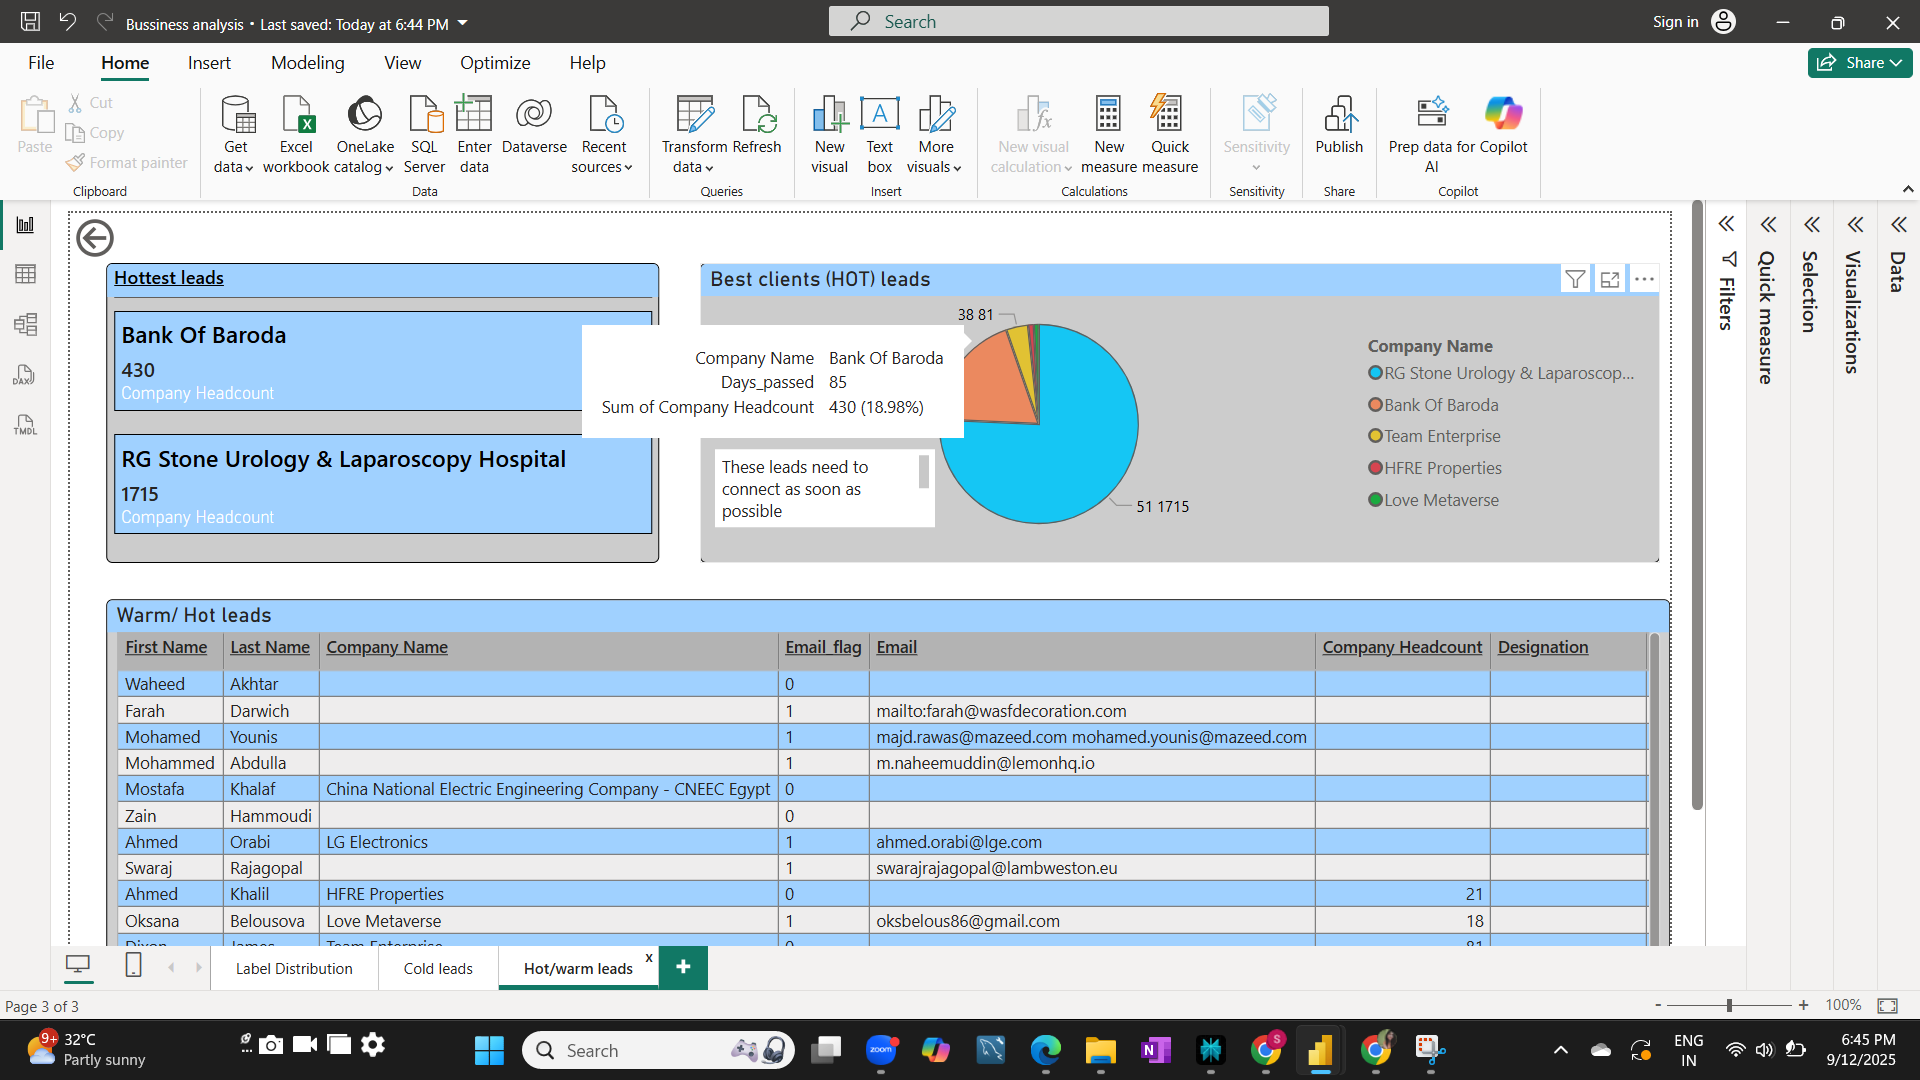 Bussiness analysis • Last saved: Today at 6:44 PM
Search
Sign in
File Home Insert Modeling View Optimize Help
Share
Paste
Cut
Copy
Format painter
Clipboard
Get data
Excel workbook
OneLake catalog
SQL Server
Enter data
Dataverse
Recent sources
Data
Transform data
Refresh
Queries
New visual
Text box
More visuals
Insert
New visual calculation
New measure
Quick measure
Calculations
Sensitivity
Sensitivity
Publish
Share
Prep data for AI
Copilot
Copilot
Hottest leads
Bank Of Baroda
430
Company Headcount
RG Stone Urology & Laparoscopy Hospital
1715
Company Headcount
Best clients (HOT) leads
38 81
Company Name Bank Of Baroda
Days_passed 85
Sum of Company Headcount 430 (18.98%)
These leads need to
connect as soon as
possible
51 1715
Company Name
RG Stone Urology & Laparoscop...
Bank Of Baroda
Team Enterprise
HFRE Properties
Love Metaverse
Filters
Quick measure
Selection
Visualizations
Data
Warm/ Hot leads
First Name Last Name Company Name Email_flag Email Company Headcount Designation
Waheed Akhtar 0
Farah Darwich 1 mailto:farah@wasfdecoration.com
Mohamed Younis 1 majd.rawas@mazeed.com mohamed.younis@mazeed.com
Mohammed Abdulla 1 m.naheemuddin@lemonhq.io
Mostafa Khalaf China National Electric Engineering Company - CNEEC Egypt 0
Zain Hammoudi 0
Ahmed Orabi LG Electronics 1 ahmed.orabi@lge.com
Swaraj Rajagopal 1 swarajrajagopal@lambweston.eu
Ahmed Khalil HFRE Properties 0 21
Oksana Belousova Love Metaverse 1 oksbelous86@gmail.com 18
Dixon James Team Enterprise 0 81
Label Distribution
Cold leads
Hot/warm leads
x
+
Page 3 of 3
- + 100%
9+
32°C
Partly sunny
Search
zoom
S
ENG
IN
6:45 PM
9/12/2025
DAX
TMDL